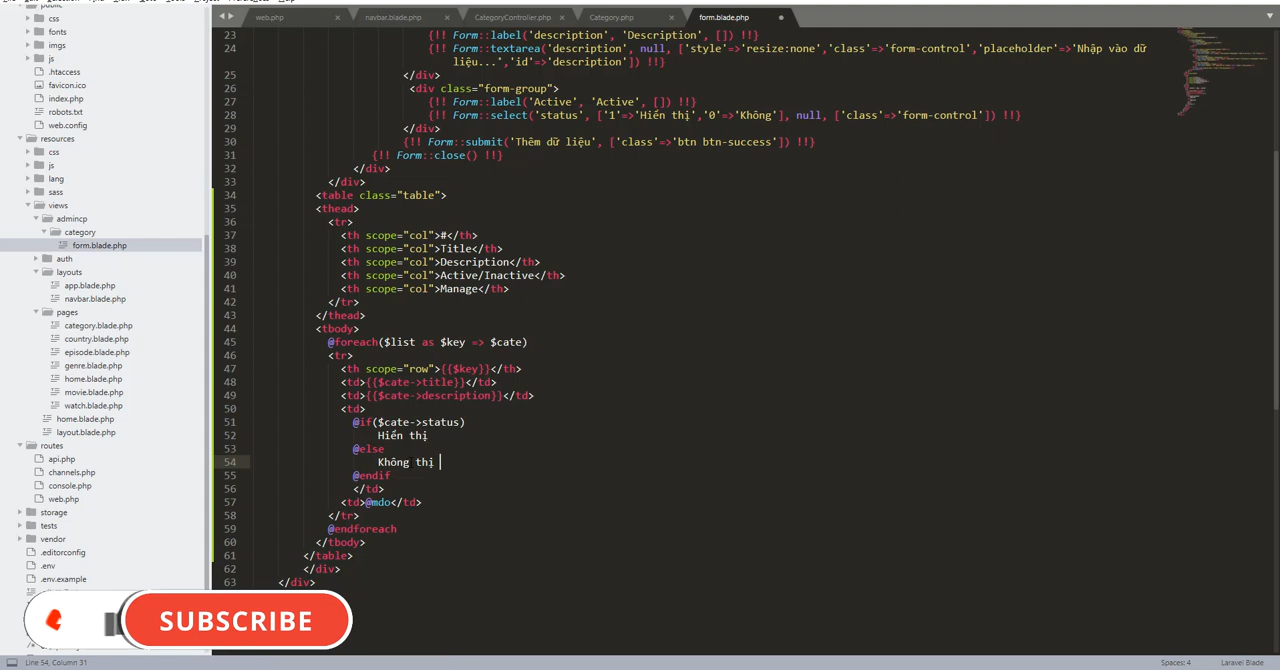 web.php
navbar.blade.php
CategoryController.php
Category.php
form.blade.php
public
css
fonts
imgs
js
.htaccess
favicon.ico
index.php
robots.txt
web.config
resources
css
js
lang
sass
views
admincp
category
form.blade.php
auth
layouts
app.blade.php
navbar.blade.php
pages
category.blade.php
country.blade.php
episode.blade.php
genre.blade.php
home.blade.php
movie.blade.php
watch.blade.php
home.blade.php
layout.blade.php
routes
api.php
channels.php
console.php
web.php
storage
tests
vendor
.editorconfig
.env
.env.example
23 {!! Form::label('description', 'Description', []) !!}
24 {!! Form::textarea('description', null, ['style'=>'resize:none','class'=>'form-control','placeholder'=>'Nhập vào dữ
liệu...','id'=>'description']) !!}
25 </div>
26 <div class="form-group">
27 {!! Form::label('Active', 'Active', []) !!}
28 {!! Form::select('status', ['1'=>'Hiển thị','0'=>'Không'], null, ['class'=>'form-control']) !!}
29 </div>
30 {!! Form::submit('Thêm dữ liệu', ['class'=>'btn btn-success']) !!}
31 {!! Form::close() !!}
32 </div>
33 </div>
34 <table class="table">
35 <thead>
36 <tr>
37 <th scope="col">#</th>
38 <th scope="col">Title</th>
39 <th scope="col">Description</th>
40 <th scope="col">Active/Inactive</th>
41 <th scope="col">Manage</th>
42 </tr>
43 </thead>
44 <tbody>
45 @foreach($list as $key => $cate)
46 <tr>
47 <th scope="row">{{$key}}</th>
48 <td>{{$cate->title}}</td>
49 <td>{{$cate->description}}</td>
50 <td>
51 @if($cate->status)
52 Hiển thị
53 @else
54 Không thị
55 @endif
56 </td>
57 <td>@mdo</td>
58 </tr>
59 @endforeach
60 </tbody>
61 </table>
62 </div>
63 </div>
SUBSCRIBE
Line 54, Column 31
Spaces: 4
Laravel Blade